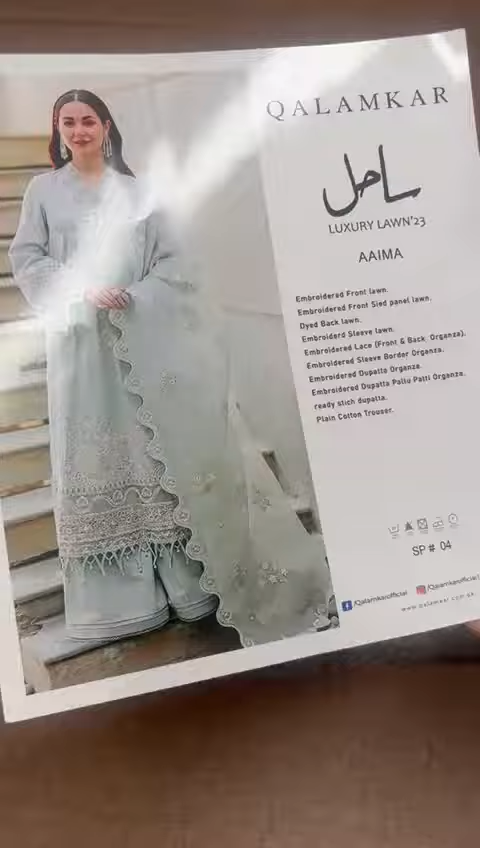 QALAMKAR
ساحل
LUXURY LAWN'23
AAIMA
Embroidered Front lawn.
Embroidered Front Sied panel lawn.
Dyed Back lawn.
Embroiderd Sleeve lawn.
Embroidered Lace (Front & Back Organza).
Embroidered Sleeve Border Organza.
Embroidered Dupatta Organza.
Embroidered Dupatta Pallu Patti Organza.
ready stich dupatta.
Plain Cotton Trouser.
SP # 04
/Qalamkarofficial
/Qalamkarofficial
www.qalamkar.com.pk